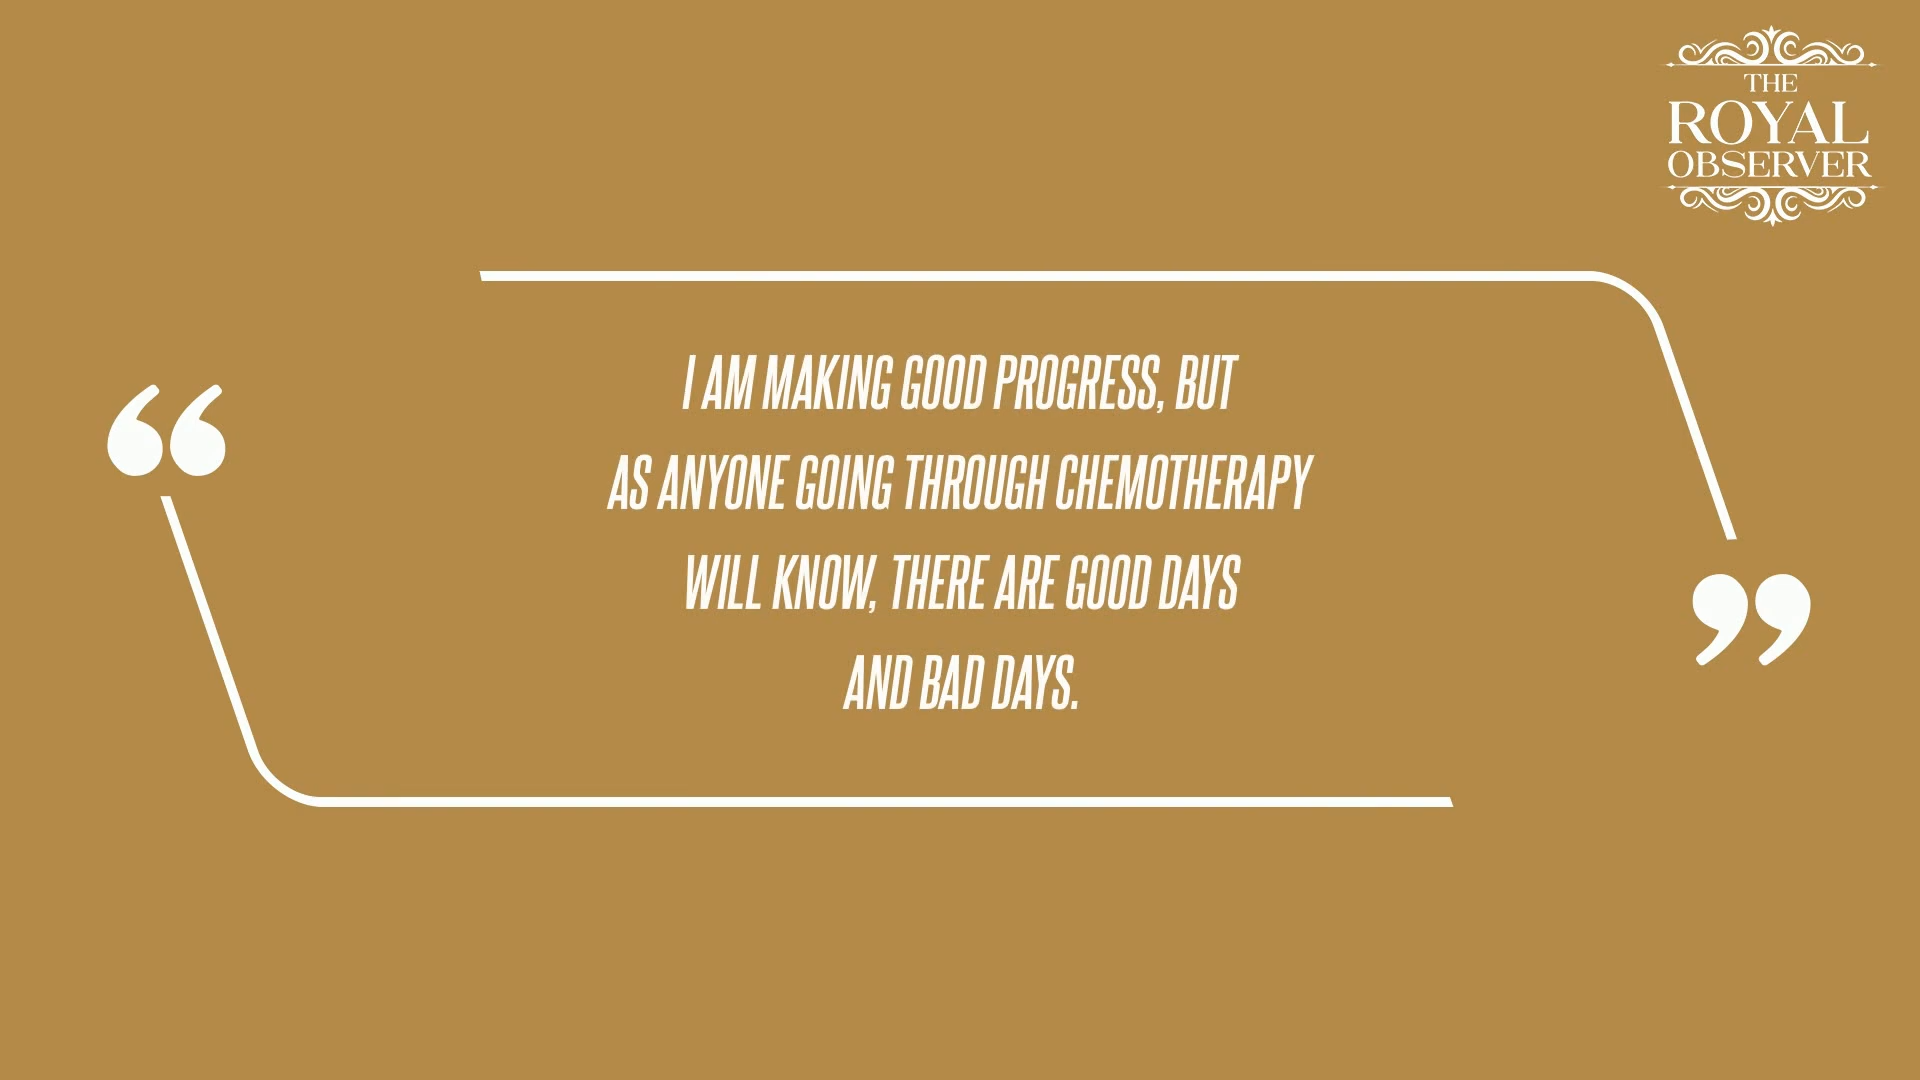 THE
ROYAL
OBSERVER
“
I AM MAKING GOOD PROGRESS, BUT
AS ANYONE GOING THROUGH CHEMOTHERAPY
WILL KNOW, THERE ARE GOOD DAYS
AND BAD DAYS.
”